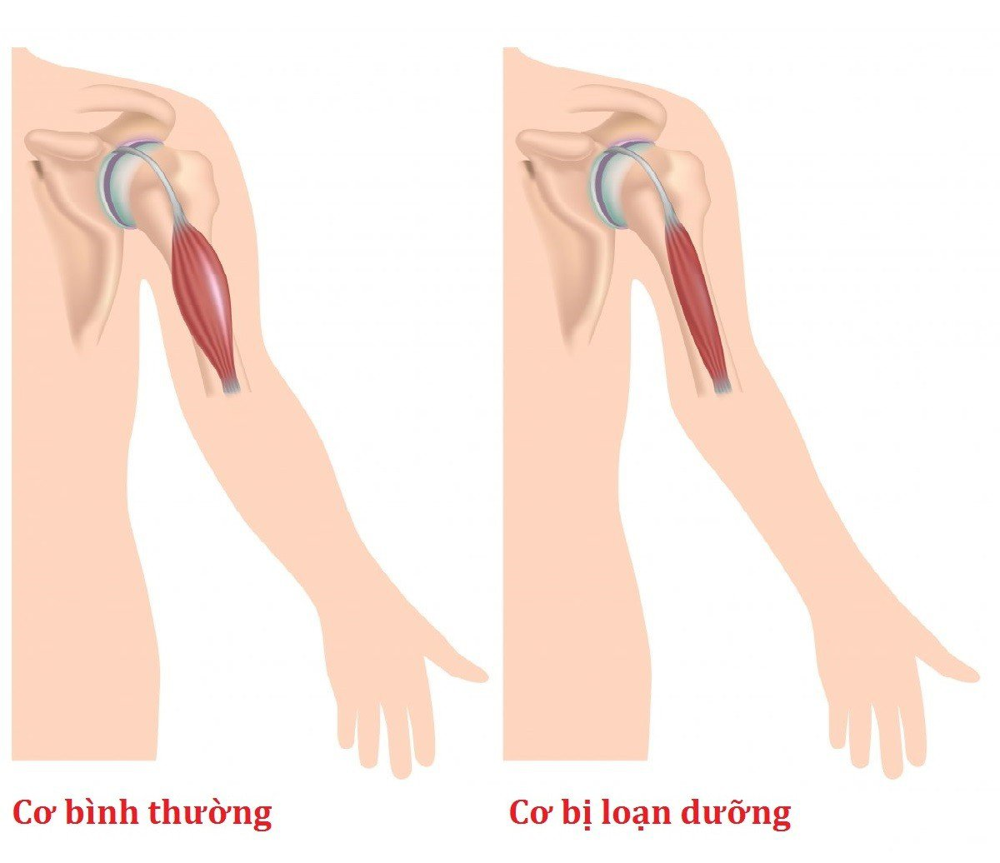 Cơ bình thường
Cơ bị loạn dưỡng